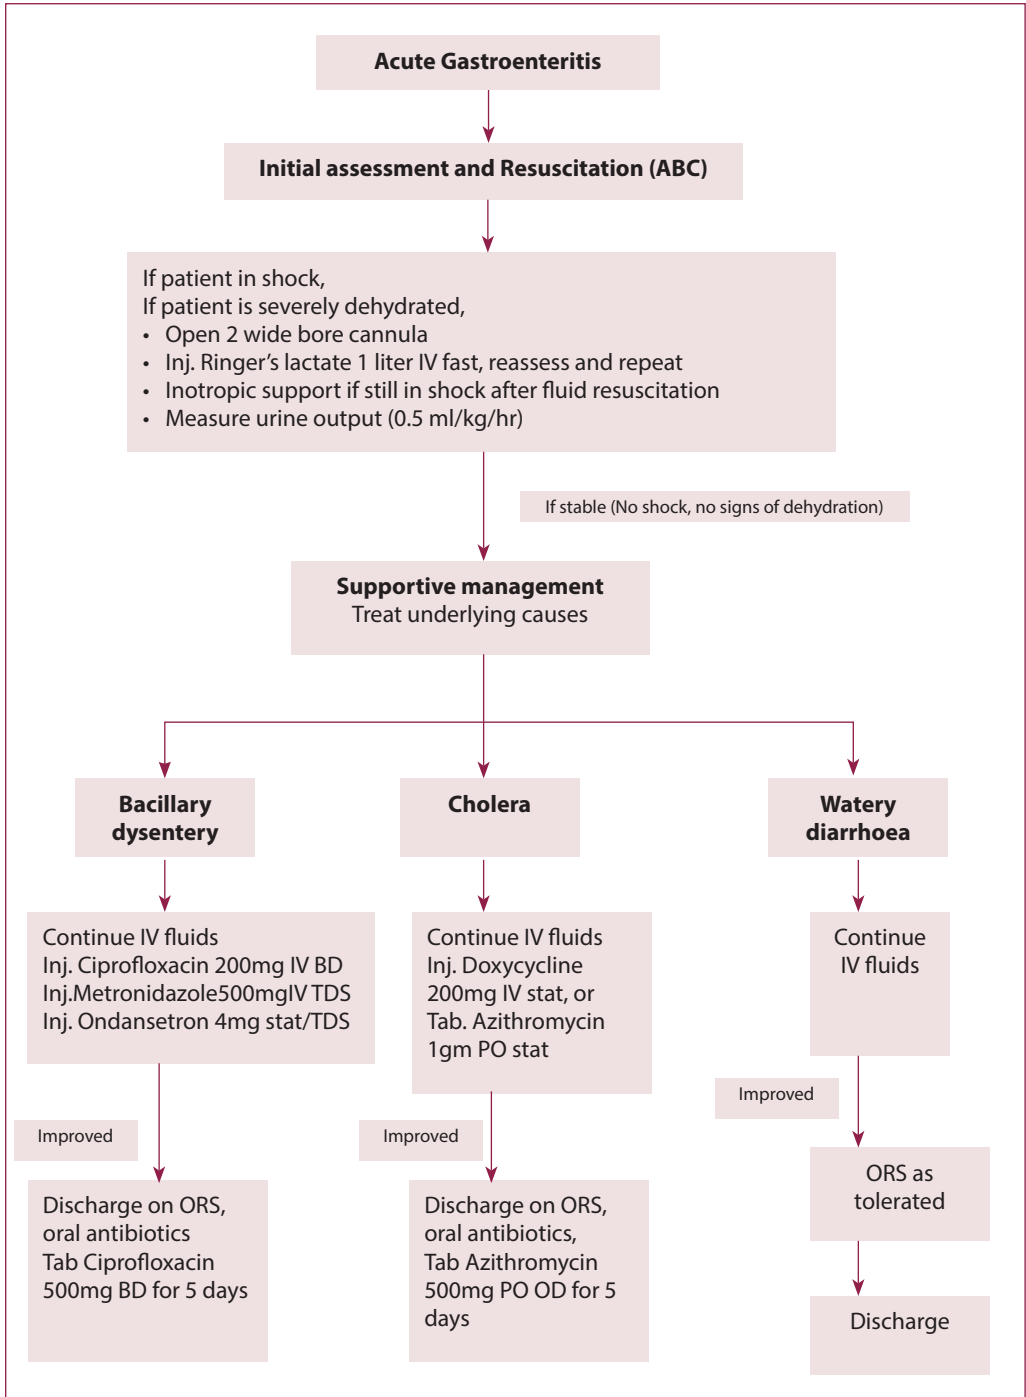 Acute Gastroenteritis
Initial assessment and Resuscitation (ABC)
If patient in shock,
If patient is severely dehydrated,
• Open 2 wide bore cannula
• Inj. Ringer's lactate 1 liter IV fast, reassess and repeat
• Inotropic support if still in shock after fluid resuscitation
• Measure urine output (0.5 ml/kg/hr)
If stable (No shock, no signs of dehydration)
Supportive management
Treat underlying causes
Bacillary
dysentery
Continue IV fluids
Inj. Ciprofloxacin 200mg IV BD
Inj.Metronidazole500mgIV TDS
Inj. Ondansetron 4mg stat/TDS
Improved
Discharge on ORS,
oral antibiotics
Tab Ciprofloxacin
500mg BD for 5 days
Cholera
Continue IV fluids
Inj. Doxycycline
200mg IV stat, or
Tab. Azithromycin
1gm PO stat
Improved
Discharge on ORS,
oral antibiotics,
Tab Azithromycin
500mg PO OD for 5
days
Watery
diarrhoea
Continue
IV fluids
Improved
ORS as
tolerated
Discharge